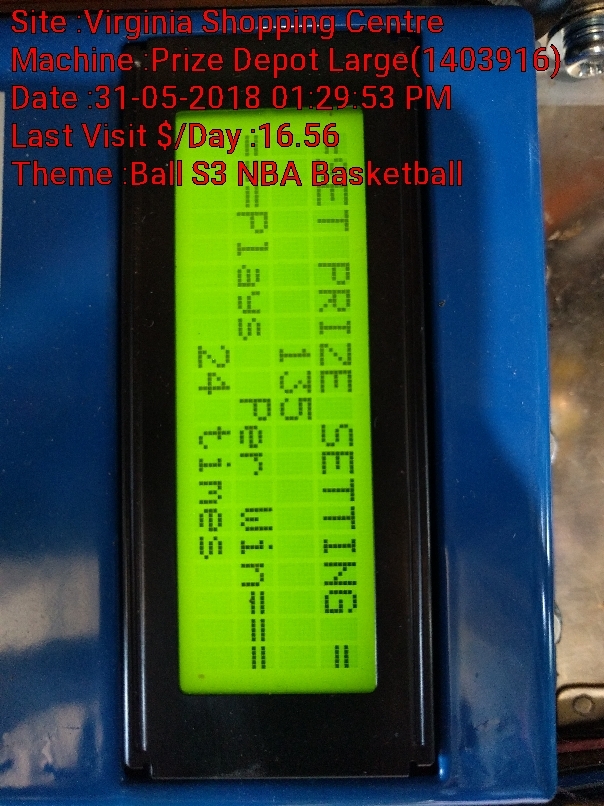 Site :Virginia Shopping Centre
Machine :Prize Depot Large(1403916)
Date :31-05-2018 01:29:53 PM
Last Visit $/Day :16.56
Theme :Ball S3 NBA Basketball
=SET PRIZE SETTING =
135
===Plays Per Win===
24 times